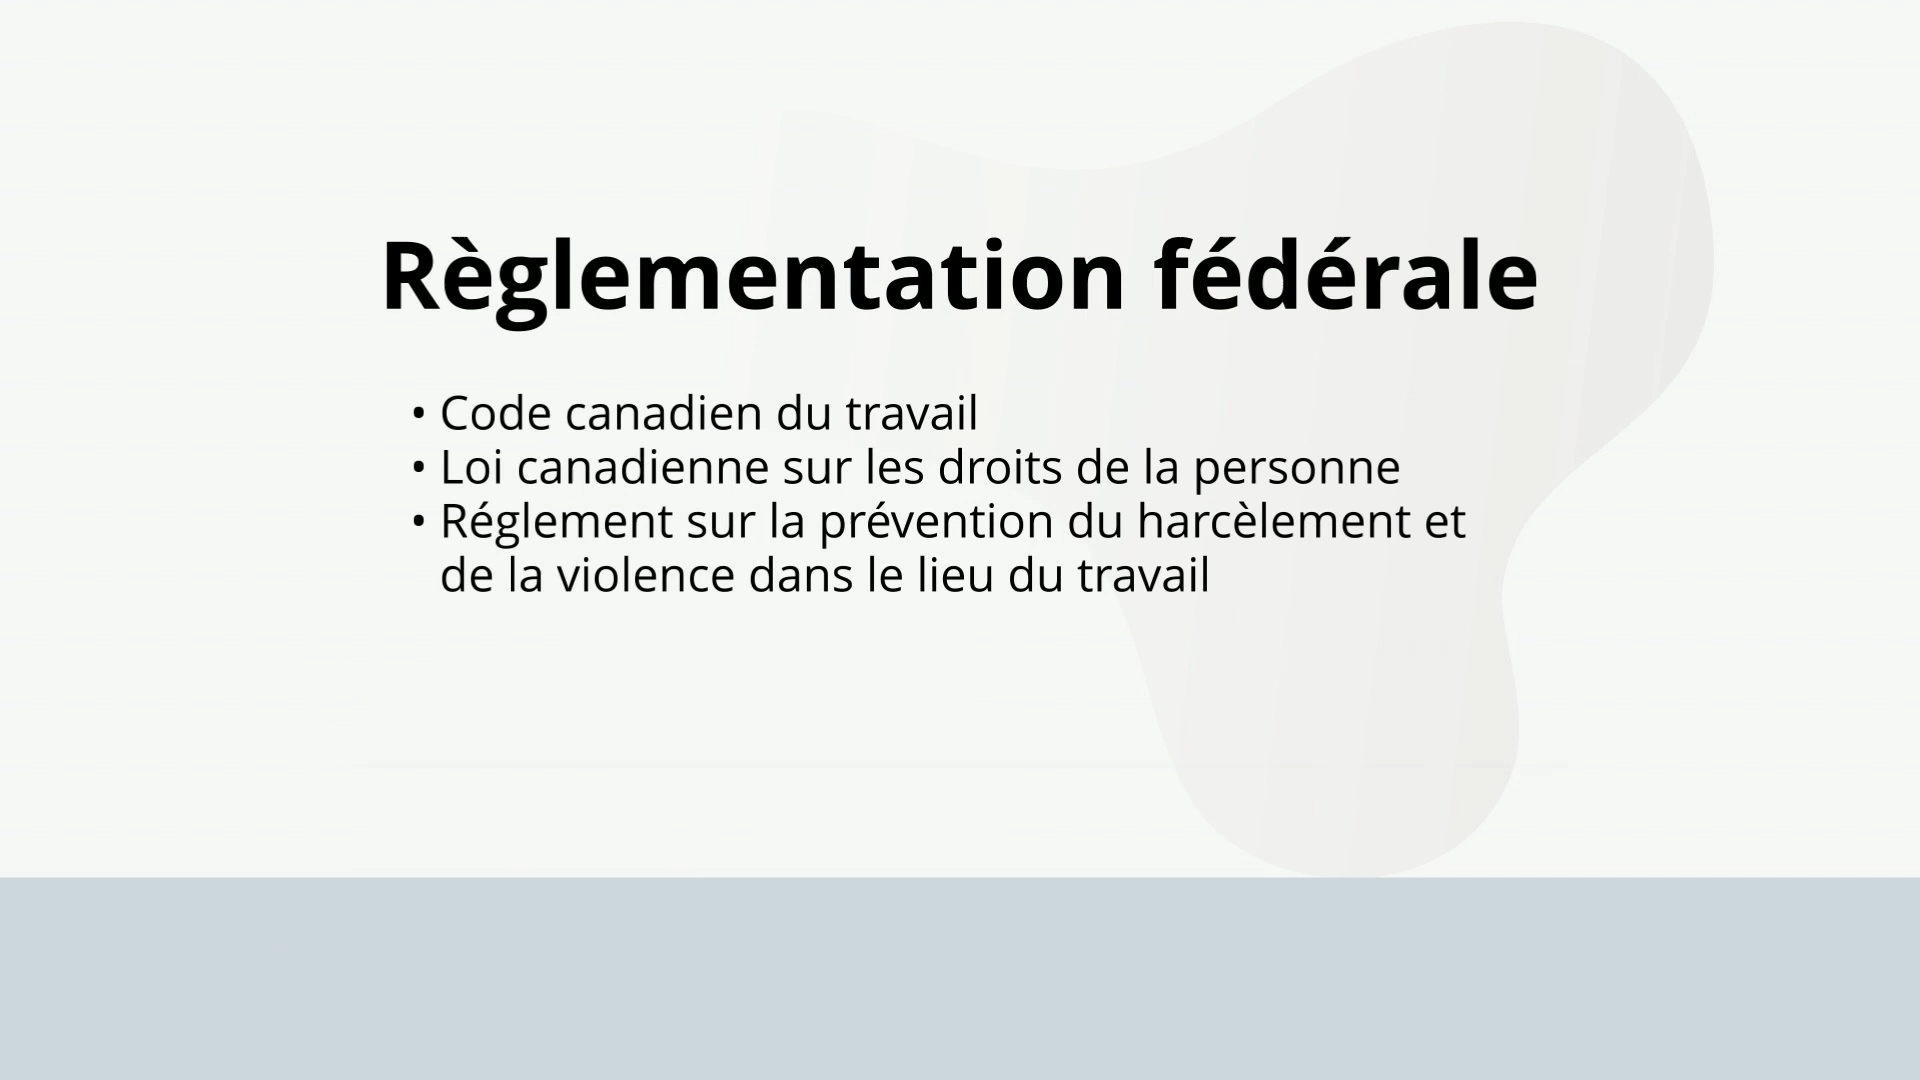 Règlementation fédérale
• Code canadien du travail
• Loi canadienne sur les droits de la personne
• Réglement sur la prévention du harcèlement et
de la violence dans le lieu du travail